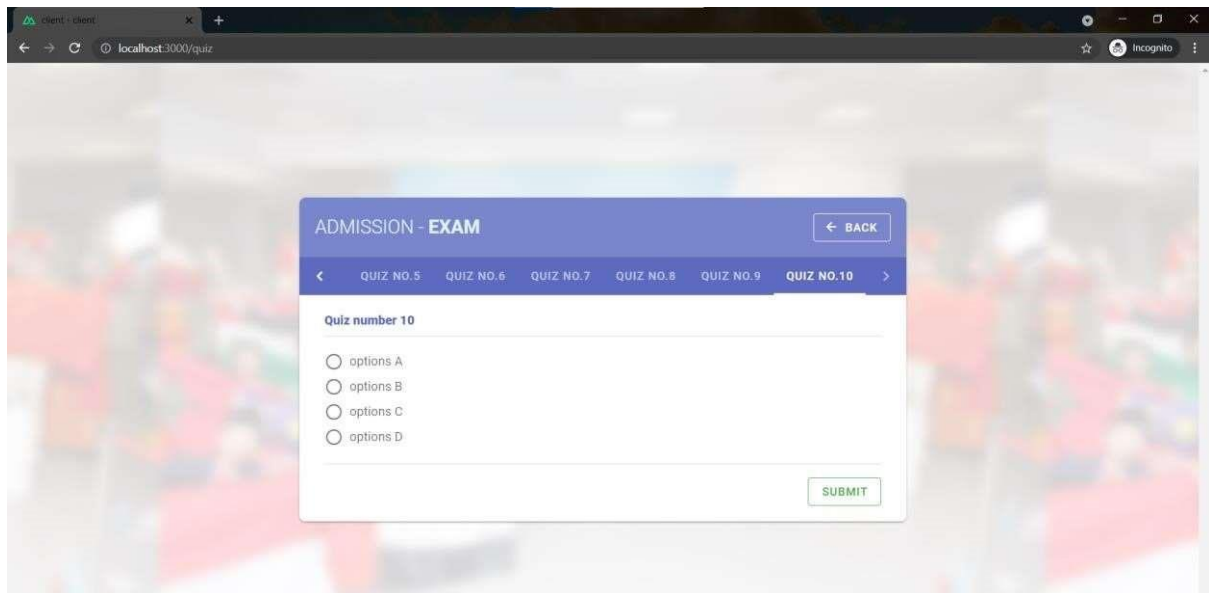 client - client
localhost:3000/quiz
Incognito
ADMISSION - EXAM
BACK
QUIZ NO.5 QUIZ NO.6 QUIZ NO.7 QUIZ NO.8 QUIZ NO.9 QUIZ NO.10
Quiz number 10
options A
options B
options C
options D
SUBMIT